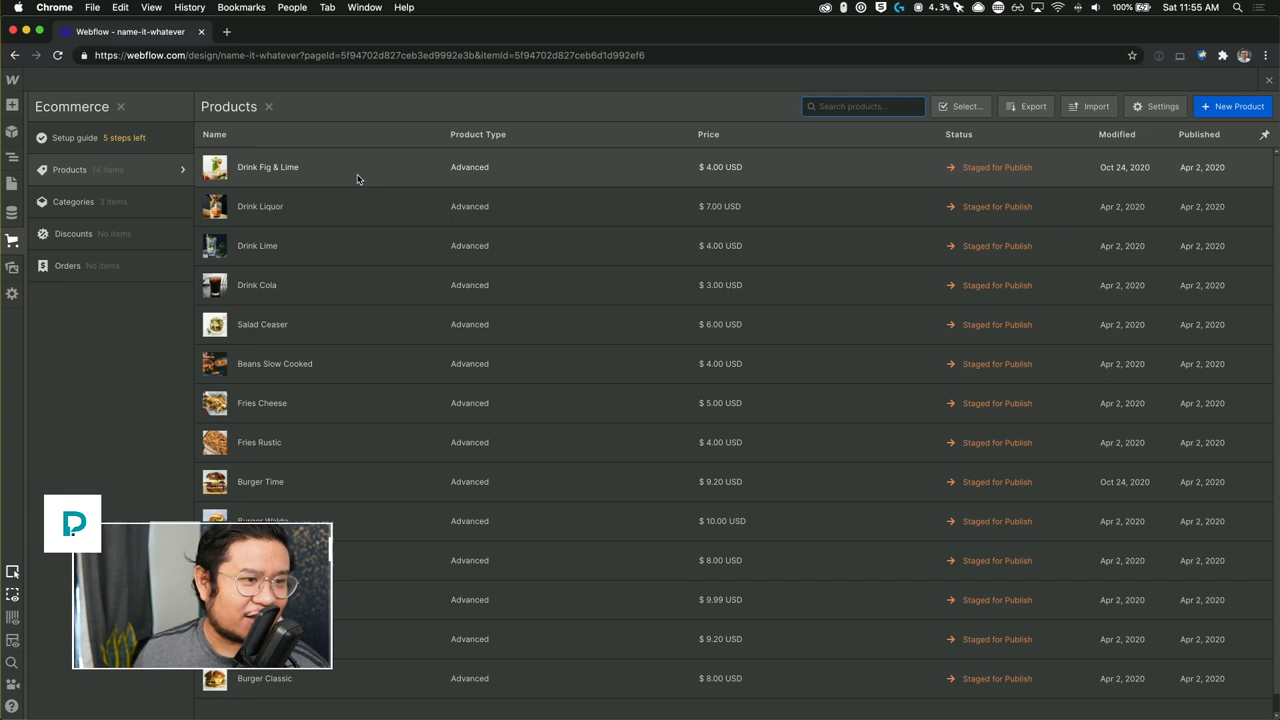 Chrome File Edit View History Bookmarks People Tab Window Help
4.3% 100% Sat 11:55 AM
Webflow - name-it-whatever
https://webflow.com/design/name-it-whatever?pageId=5f94702d827ceb3ed9992e3b&itemId=5f94702d827ceb6d1d992ef6
W
Ecommerce
Products
Search products...
Select...
Export
Import
Settings
+ New Product
Setup guide 5 steps left
Products 14 items
Categories 3 items
Discounts No items
Orders No items
Name Product Type Price Status Modified Published
Drink Fig & Lime Advanced $ 4.00 USD Staged for Publish Oct 24, 2020 Apr 2, 2020
Drink Liquor Advanced $ 7.00 USD Staged for Publish Apr 2, 2020 Apr 2, 2020
Drink Lime Advanced $ 4.00 USD Staged for Publish Apr 2, 2020 Apr 2, 2020
Drink Cola Advanced $ 3.00 USD Staged for Publish Apr 2, 2020 Apr 2, 2020
Salad Ceaser Advanced $ 6.00 USD Staged for Publish Apr 2, 2020 Apr 2, 2020
Beans Slow Cooked Advanced $ 4.00 USD Staged for Publish Apr 2, 2020 Apr 2, 2020
Fries Cheese Advanced $ 5.00 USD Staged for Publish Apr 2, 2020 Apr 2, 2020
Fries Rustic Advanced $ 4.00 USD Staged for Publish Apr 2, 2020 Apr 2, 2020
Burger Time Advanced $ 9.20 USD Staged for Publish Oct 24, 2020 Apr 2, 2020
Burger Advanced $ 10.00 USD Staged for Publish Apr 2, 2020 Apr 2, 2020
Advanced $ 8.00 USD Staged for Publish Apr 2, 2020 Apr 2, 2020
Advanced $ 9.99 USD Staged for Publish Apr 2, 2020 Apr 2, 2020
Advanced $ 9.20 USD Staged for Publish Apr 2, 2020 Apr 2, 2020
Burger Classic Advanced $ 8.00 USD Staged for Publish Apr 2, 2020 Apr 2, 2020